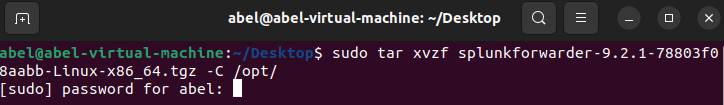 abel@abel-virtual-machine: ~/Desktop
abel@abel-virtual-machine:~/Desktop$ sudo tar xvzf splunkforwarder-9.2.1-78803f0
8aabb-Linux-x86_64.tgz -C /opt/
[sudo] password for abel: